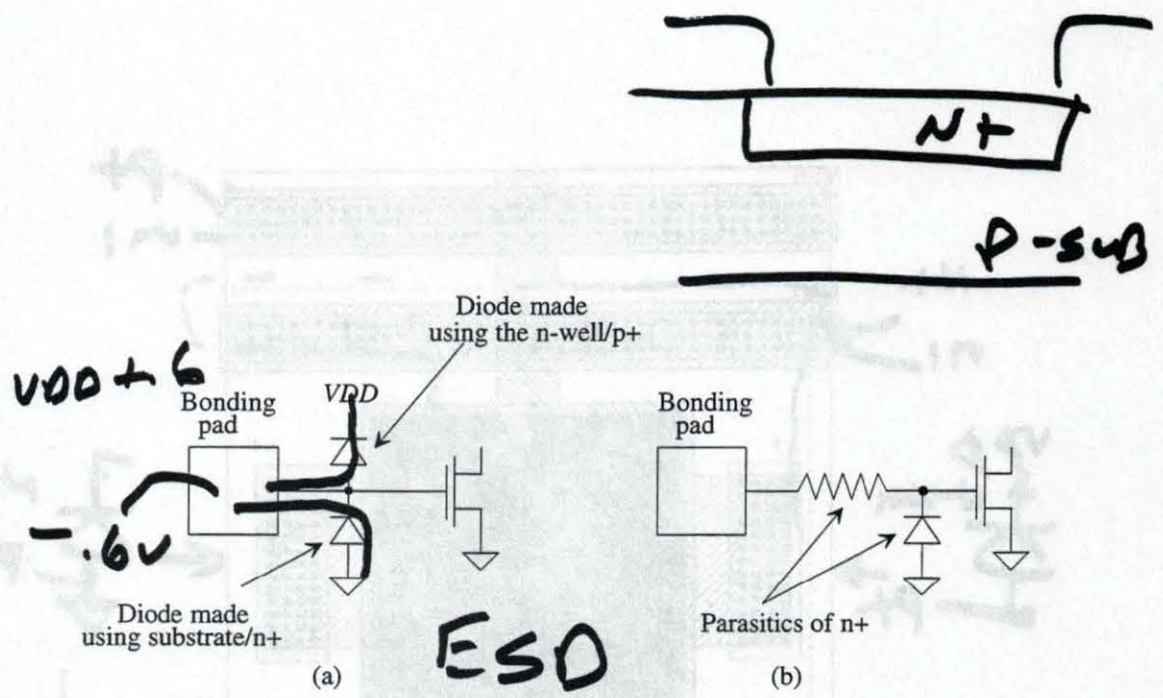 N+
P-SUB
Diode made
using the n-well/p+
VDD + 6
Bonding
pad
VDD
-.6V
Diode made
using substrate/n+
(a)
ESD
Bonding
pad
Parasitics of n+
(b)